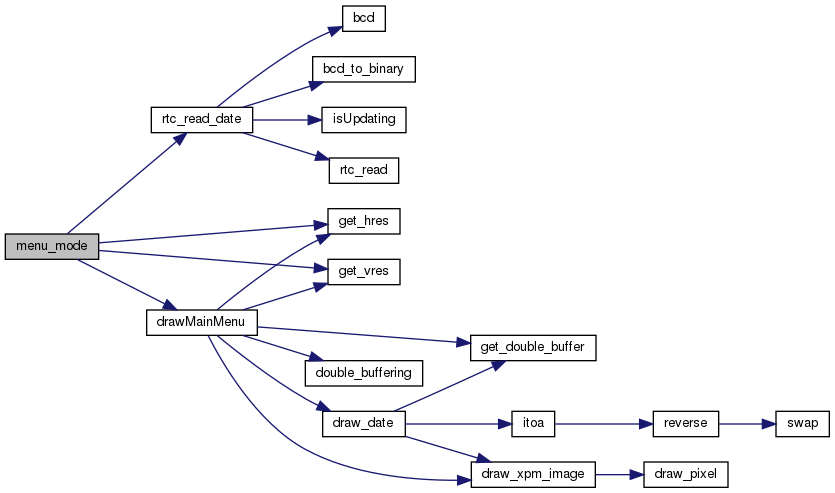 bcd
bcd_to_binary
rtc_read_date
isUpdating
rtc_read
get_hres
menu_mode
get_vres
drawMainMenu
get_double_buffer
double_buffering
draw_date
itoa
reverse
swap
draw_xpm_image
draw_pixel